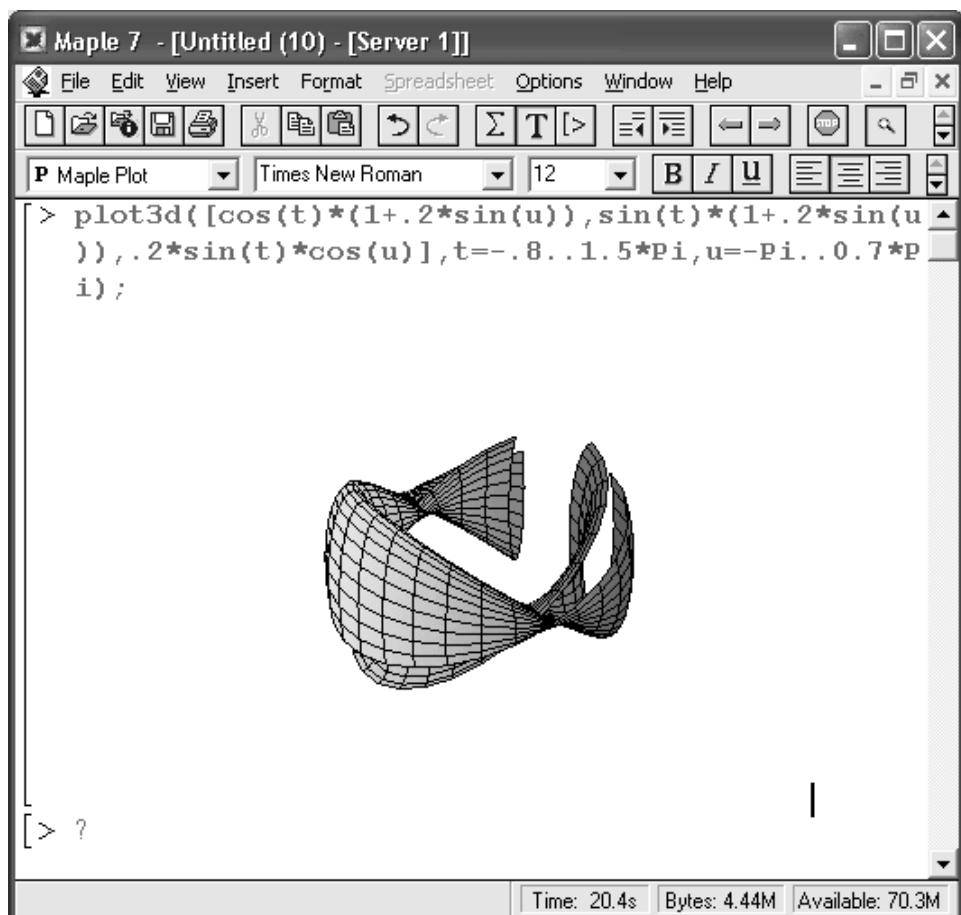 Maple 7 - [Untitled (10) - [Server 1]]
File Edit View Insert Format Spreadsheet Options Window Help
Σ T [>
STOP
P Maple Plot Times New Roman 12 B I u
[> plot3d([cos(t)*(1+.2*sin(u)),sin(t)*(1+.2*sin(u
)),.2*sin(t)*cos(u)],t=-.8..1.5*Pi,u=-Pi..0.7*P
i);
[> ?
Time: 20.4s Bytes: 4.44M Available: 70.3M